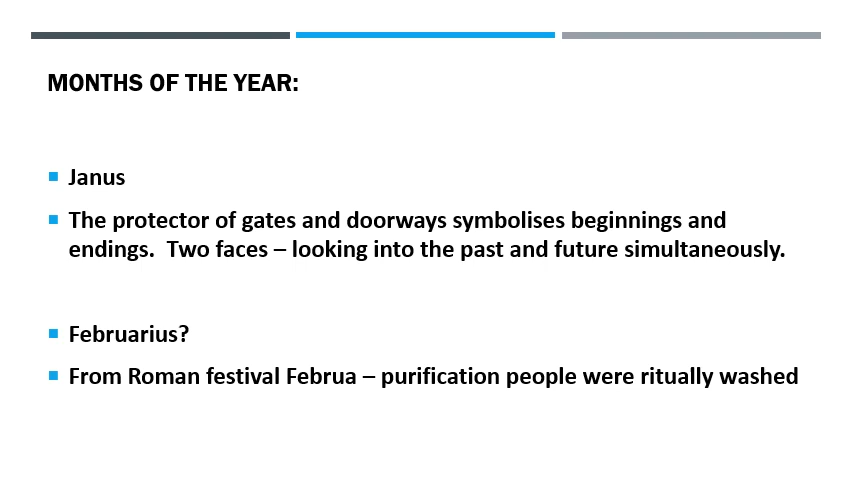 MONTHS OF THE YEAR:
Janus
The protector of gates and doorways symbolises beginnings and
endings.  Two faces – looking into the past and future simultaneously.
Februarius?
From Roman festival Februa – purification people were ritually washed